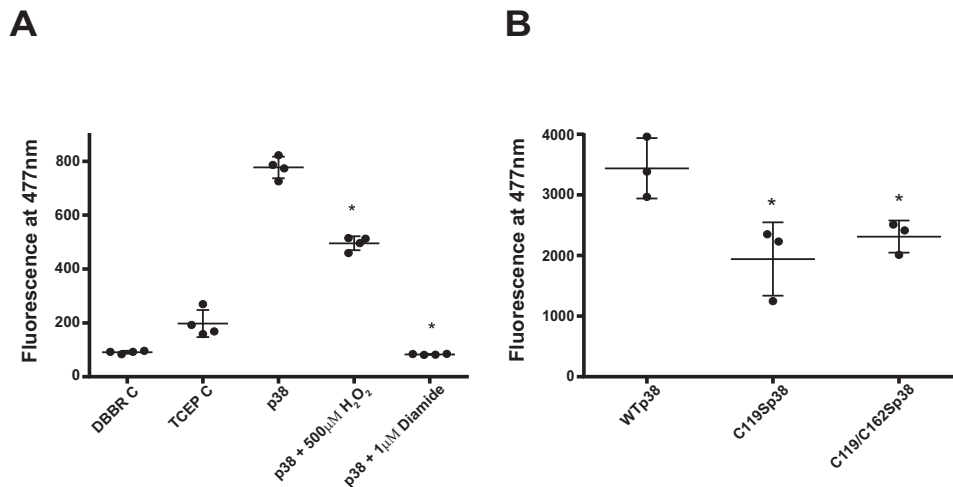 A
Fluorescence at 477nm
800
600
400
200
0
*
*
DBBR C
TCEP C
p38
p38 + 500μM H₂O₂
p38 + 1μM Diamide
B
Fluorescence at 477nm
4000
3000
2000
1000
0
*
*
WTp38
C119Sp38
C119/C162Sp38